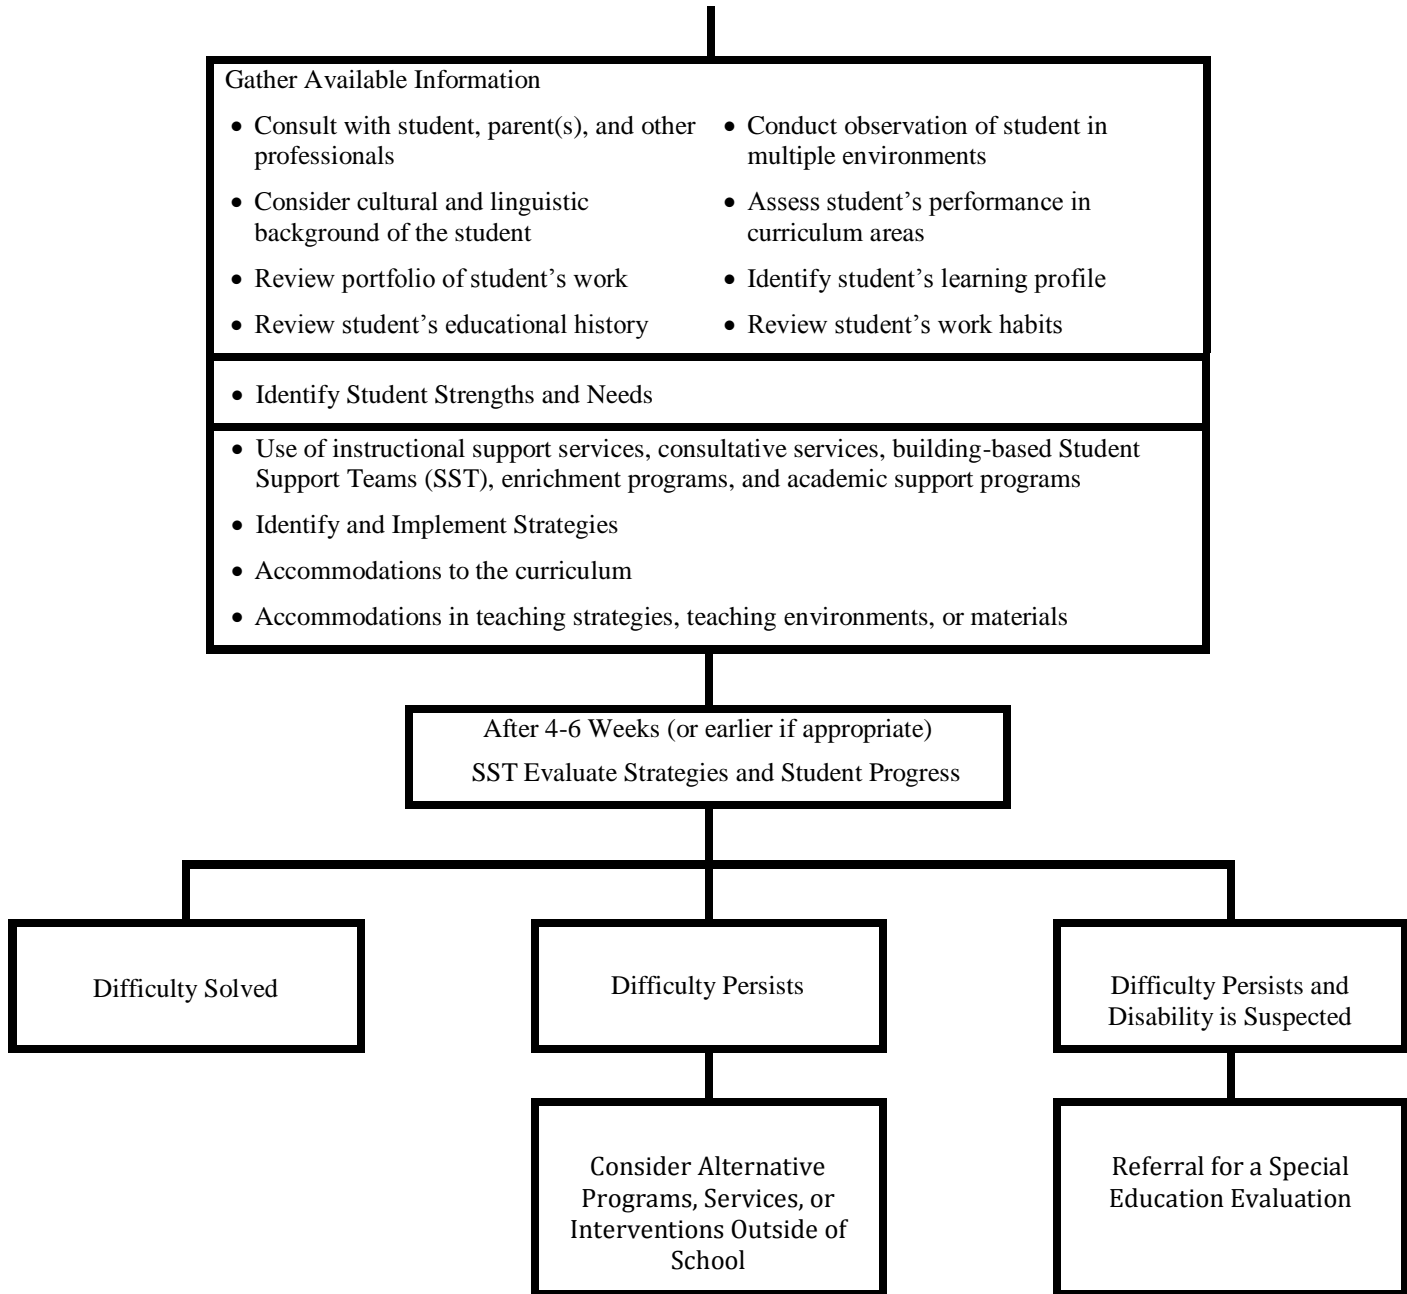 Gather Available Information
• Consult with student, parent(s), and other
professionals
• Consider cultural and linguistic
background of the student
• Review portfolio of student’s work
• Review student’s educational history
• Conduct observation of student in
multiple environments
• Assess student’s performance in
curriculum areas
• Identify student’s learning profile
• Review student’s work habits
• Identify Student Strengths and Needs
• Use of instructional support services, consultative services, building-based Student
Support Teams (SST), enrichment programs, and academic support programs
• Identify and Implement Strategies
• Accommodations to the curriculum
• Accommodations in teaching strategies, teaching environments, or materials
After 4-6 Weeks (or earlier if appropriate)
SST Evaluate Strategies and Student Progress
Difficulty Solved
Difficulty Persists
Difficulty Persists and
Disability is Suspected
Consider Alternative
Programs, Services, or
Interventions Outside of
School
Referral for a Special
Education Evaluation